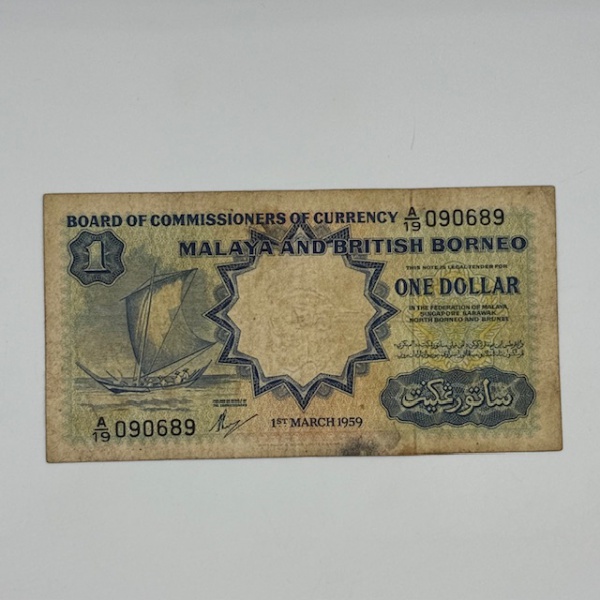 BOARD OF COMMISSIONERS OF CURRENCY A/19 090689
MALAYA AND BRITISH BORNEO
1
THIS NOTE IS LEGAL TENDER FOR
ONE DOLLAR
IN THE FEDERATION OF MALAYA,
SINGAPORE SARAWAK,
NORTH BORNEO AND BRUNEI
ساتو رڠݢيت
A/19 090689
1ST MARCH 1959